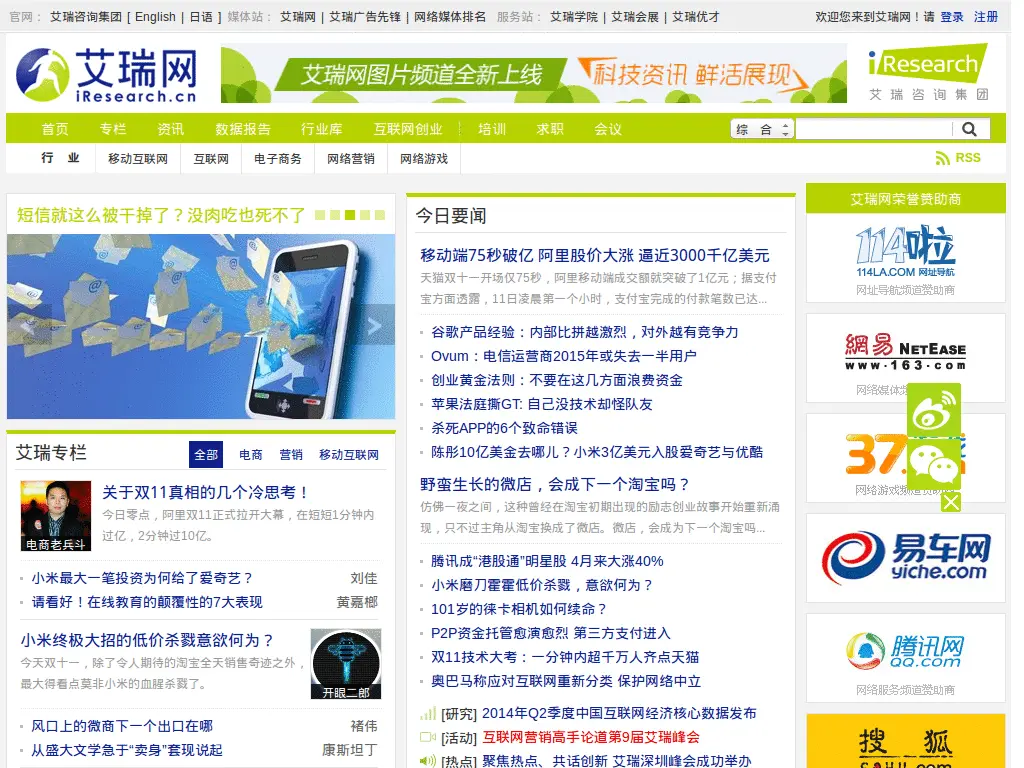 官网： 艾瑞咨询集团 [ English | 日语 ] 媒体站： 艾瑞网 | 艾瑞广告先锋 | 网络媒体排名 服务站： 艾瑞学院 | 艾瑞会展 | 艾瑞优才 欢迎您来到艾瑞网！请 登录 注册
艾瑞网
iResearch.cn
艾瑞网图片频道全新上线 科技资讯 鲜活展现
iResearch
艾瑞咨询集团
首页 专栏 资讯 数据报告 行业库 互联网创业 培训 求职 会议 综 合
行 业 移动互联网 互联网 电子商务 网络营销 网络游戏 RSS
短信就这么被干掉了？没肉吃也死不了
艾瑞专栏 全部 电商 营销 移动互联网
关于双11真相的几个冷思考！
今日零点，阿里双11正式拉开大幕，在短短1分钟内
过亿，2分钟过10亿。
电商老兵斗
小米最大一笔投资为何给了爱奇艺？ 刘佳
请看好！在线教育的颠覆性的7大表现 黄嘉榔
小米终极大招的低价杀戮意欲何为？
今天双十一，除了令人期待的淘宝全天销售奇迹之外，
最大得看点莫非小米的血腥杀戮了。
开眼二郎
风口上的微商下一个出口在哪 褚伟
从盛大文学急于“卖身”套现说起 康斯坦丁
今日要闻
移动端75秒破亿 阿里股价大涨 逼近3000千亿美元
天猫双十一开场仅75秒，阿里移动端成交额就突破了1亿元；据支付
宝方面透露，11日凌晨第一个小时，支付宝完成的付款笔数已达...
谷歌产品经验：内部比拼越激烈，对外越有竞争力
Ovum：电信运营商2015年或失去一半用户
创业黄金法则：不要在这几方面浪费资金
苹果法庭撕GT: 自己没技术却怪队友
杀死APP的6个致命错误
陈彤10亿美金去哪儿？小米3亿美元入股爱奇艺与优酷
野蛮生长的微店，会成下一个淘宝吗？
仿佛一夜之间，这种曾经在淘宝初期出现的励志创业故事开始重新涌
现，只不过主角从淘宝换成了微店。微店，会成为下一个淘宝吗...
腾讯成“港股通”明星股 4月来大涨40%
小米磨刀霍霍低价杀戮，意欲何为？
101岁的徕卡相机如何续命？
P2P资金托管愈演愈烈 第三方支付进入
双11技术大考：一分钟内超千万人齐点天猫
奥巴马称应对互联网重新分类 保护网络中立
[研究] 2014年Q2季度中国互联网经济核心数据发布
[活动] 互联网营销高手论道第9届艾瑞峰会
[热点] 聚焦热点、共话创新 艾瑞深圳峰会成功举办
艾瑞网荣誉赞助商
114啦
114LA.COM 网址导航
网址导航频道赞助商
網易 NETEASE
www.163.com
网络媒体频
37.
网络游戏频道赞助
易车网
yiche.com
腾讯网
QQ.com
网络服务频道赞助商
搜 狐
SOHU.com